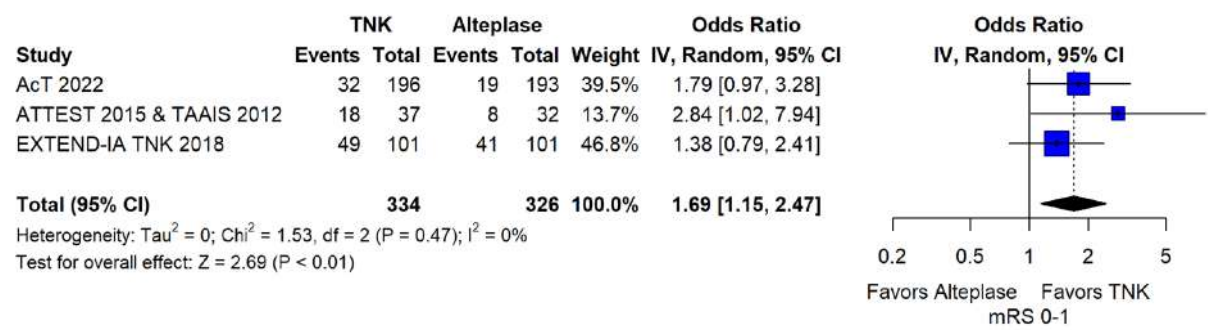 TNK Alteplase Odds Ratio Odds Ratio
Study Events Total Events Total Weight IV, Random, 95% CI IV, Random, 95% CI
AcT 2022 32 196 19 193 39.5% 1.79 [0.97, 3.28]
ATTEST 2015 & TAAIS 2012 18 37 8 32 13.7% 2.84 [1.02, 7.94]
EXTEND-IA TNK 2018 49 101 41 101 46.8% 1.38 [0.79, 2.41]
Total (95% CI) 334 326 100.0% 1.69 [1.15, 2.47]
Heterogeneity: Tau² = 0; Chi² = 1.53, df = 2 (P = 0.47); I² = 0%
Test for overall effect: Z = 2.69 (P < 0.01)
0.2 0.5 1 2 5
Favors Alteplase Favors TNK
mRS 0-1